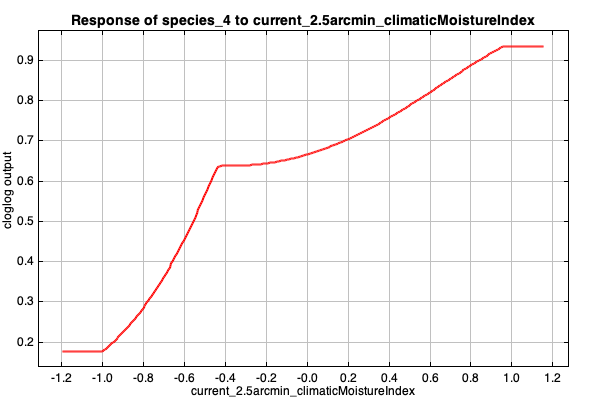 Response of species_4 to current_2.5arcmin_climaticMoistureIndex
cloglog output
0.9
0.8
0.7
0.6
0.5
0.4
0.3
0.2
-1.2 -1.0 -0.8 -0.6 -0.4 -0.2 -0.0 0.2 0.4 0.6 0.8 1.0 1.2
current_2.5arcmin_climaticMoistureIndex